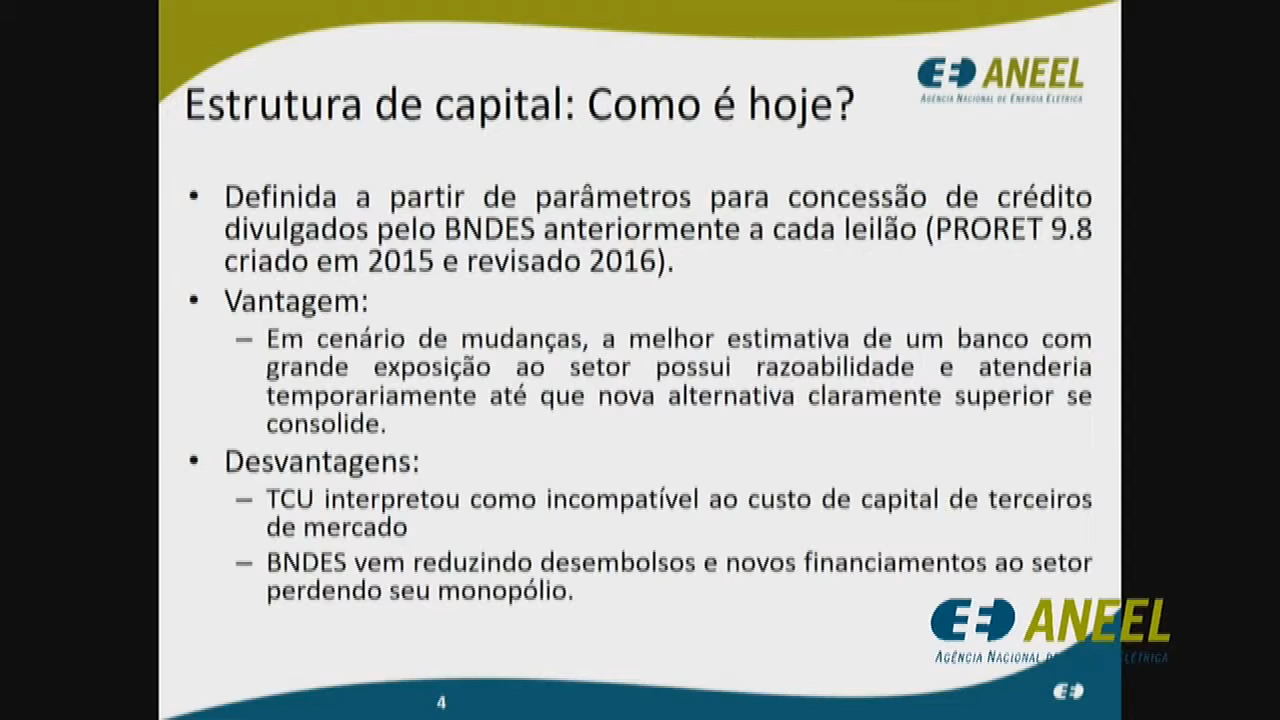 ANEEL
AGÊNCIA NACIONAL DE ENERGIA ELÉTRICA
Estrutura de capital: Como é hoje?
• Definida a partir de parâmetros para concessão de crédito
divulgados pelo BNDES anteriormente a cada leilão (PRORET 9.8
criado em 2015 e revisado 2016).
• Vantagem:
– Em cenário de mudanças, a melhor estimativa de um banco com
grande exposição ao setor possui razoabilidade e atenderia
temporariamente até que nova alternativa claramente superior se
consolide.
• Desvantagens:
– TCU interpretou como incompatível ao custo de capital de terceiros
de mercado
– BNDES vem reduzindo desembolsos e novos financiamentos ao setor
perdendo seu monopólio.
ANEEL
AGÊNCIA NACIONAL DE ELÉTRICA
4